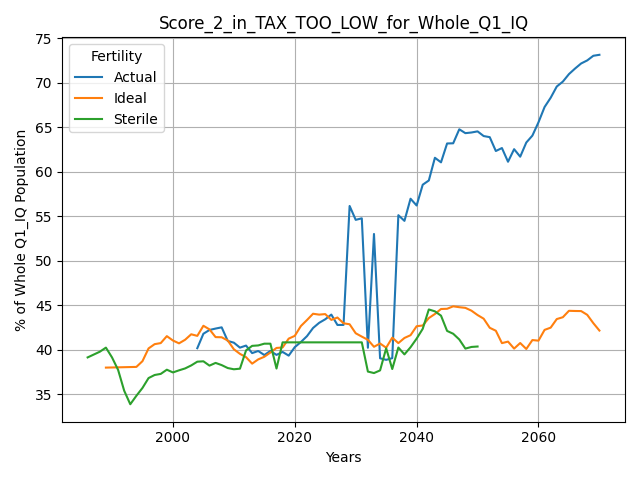 Score_2_in_TAX_TOO_LOW_for_Whole_Q1_IQ
Fertility
Actual
Ideal
Sterile
% of Whole Q1_IQ Population
75
70
65
60
55
50
45
40
35
2000
2020
2040
2060
Years